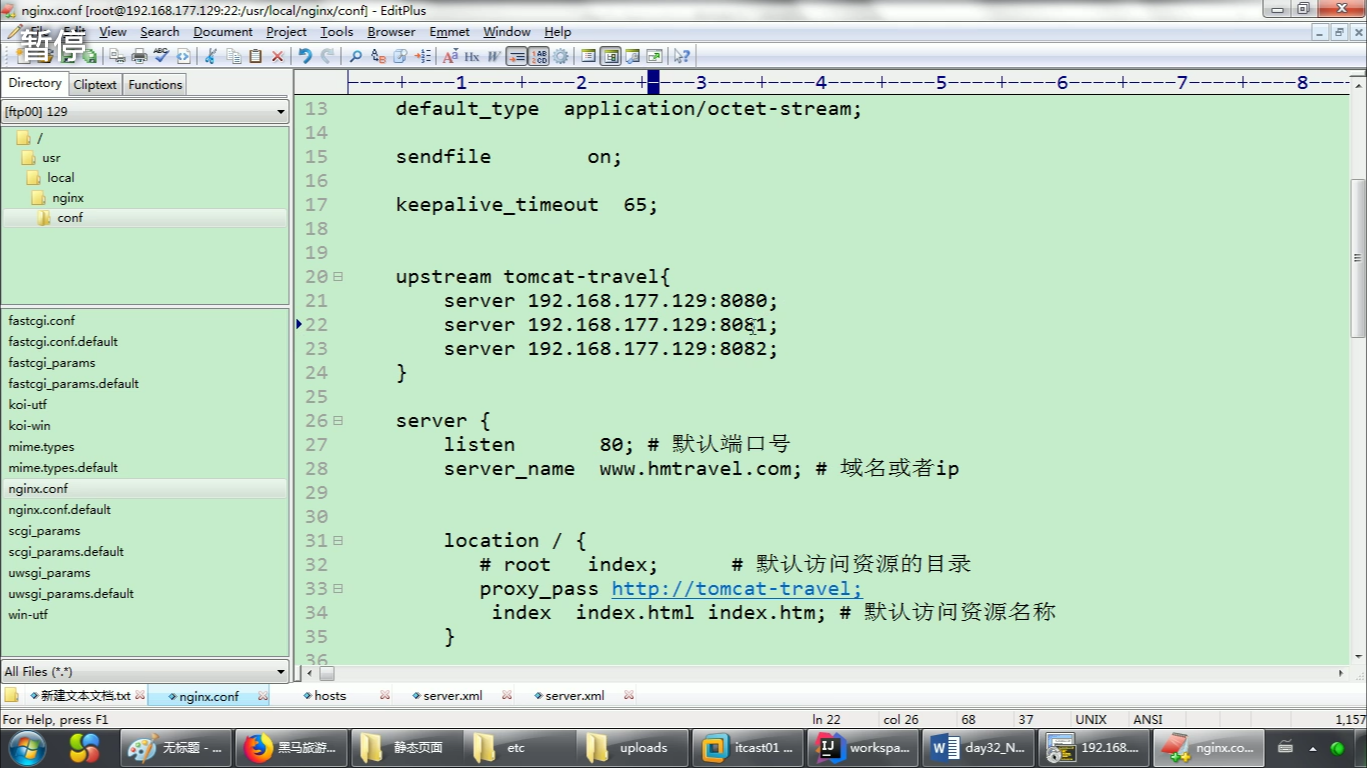 nginx.conf [root@192.168.177.129:22:/usr/local/nginx/conf] - EditPlus
暂停
View Search Document Project Tools Browser Emmet Window Help
Directory Cliptext Functions
[ftp00] 129
/
usr
local
nginx
conf
fastcgi.conf
fastcgi.conf.default
fastcgi_params
fastcgi_params.default
koi-utf
koi-win
mime.types
mime.types.default
nginx.conf
nginx.conf.default
scgi_params
scgi_params.default
uwsgi_params
uwsgi_params.default
win-utf
All Files (*.*)
----+----1----+----2----+----3----+----4----+----5----+----6----+----7----+----8----
13 default_type application/octet-stream;
14
15 sendfile on;
16
17 keepalive_timeout 65;
18
19
20 upstream tomcat-travel{
21 server 192.168.177.129:8080;
22 server 192.168.177.129:8081;
23 server 192.168.177.129:8082;
24 }
25
26 server {
27 listen 80; # 默认端口号
28 server_name www.hmtravel.com; # 域名或者ip
29
30
31 location / {
32 # root index; # 默认访问资源的目录
33 proxy_pass http://tomcat-travel;
34 index index.html index.htm; # 默认访问资源名称
35 }
36
新建文本文档.txt nginx.conf hosts server.xml server.xml
For Help, press F1 ln 22 col 26 68 37 UNIX ANSI 1,157
无标题 - ... 黑马旅游... 静态页面 etc uploads itcast01 ... workspa... day32_N... 192.168.... nginx.co...